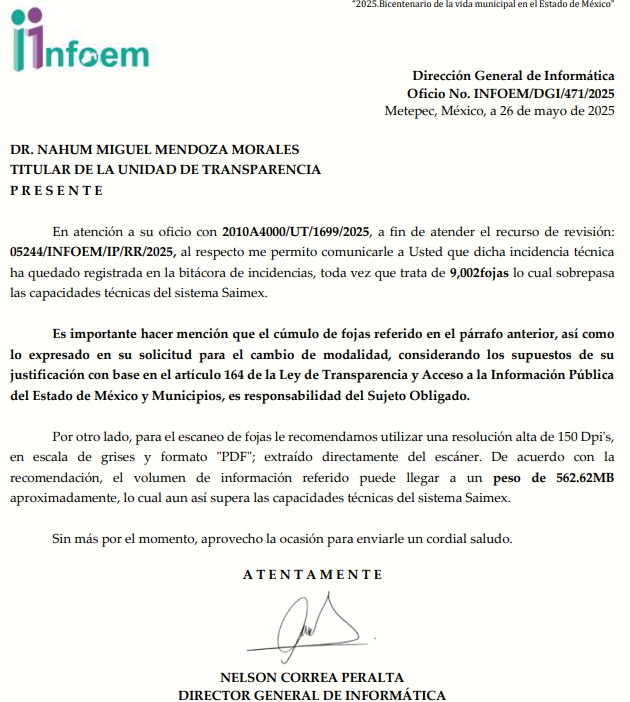 "2025.Bicentenario de la vida municipal en el Estado de México"
infoem
Dirección General de Informática
Oficio No. INFOEM/DGI/471/2025
Metepec, México, a 26 de mayo de 2025
DR. NAHUM MIGUEL MENDOZA MORALES
TITULAR DE LA UNIDAD DE TRANSPARENCIA
P R E S E N T E
En atención a su oficio con 2010A4000/UT/1699/2025, a fin de atender el recurso de revisión:
05244/INFOEM/IP/RR/2025, al respecto me permito comunicarle a Usted que dicha incidencia técnica
ha quedado registrada en la bitácora de incidencias, toda vez que trata de 9,002fojas lo cual sobrepasa
las capacidades técnicas del sistema Saimex.
Es importante hacer mención que el cúmulo de fojas referido en el párrafo anterior, así como
lo expresado en su solicitud para el cambio de modalidad, considerando los supuestos de su
justificación con base en el artículo 164 de la Ley de Transparencia y Acceso a la Información Pública
del Estado de México y Municipios, es responsabilidad del Sujeto Obligado.
Por otro lado, para el escaneo de fojas le recomendamos utilizar una resolución alta de 150 Dpi's,
en escala de grises y formato "PDF"; extraído directamente del escáner. De acuerdo con la
recomendación, el volumen de información referido puede llegar a un peso de 562.62MB
aproximadamente, lo cual aun así supera las capacidades técnicas del sistema Saimex.
Sin más por el momento, aprovecho la ocasión para enviarle un cordial saludo.
A T E N T A M E N T E
NELSON CORREA PERALTA
DIRECTOR GENERAL DE INFORMÁTICA